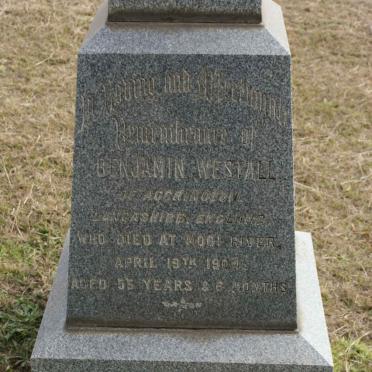 In Loving and Affectionate
Remembrance of
BENJAMIN WESTALL
OF ACCRINGTON,
LANCASHIRE, ENGLAND
WHO DIED AT MOOI RIVER,
APRIL 19TH
AGED 55 YEARS & 6 MONTHS